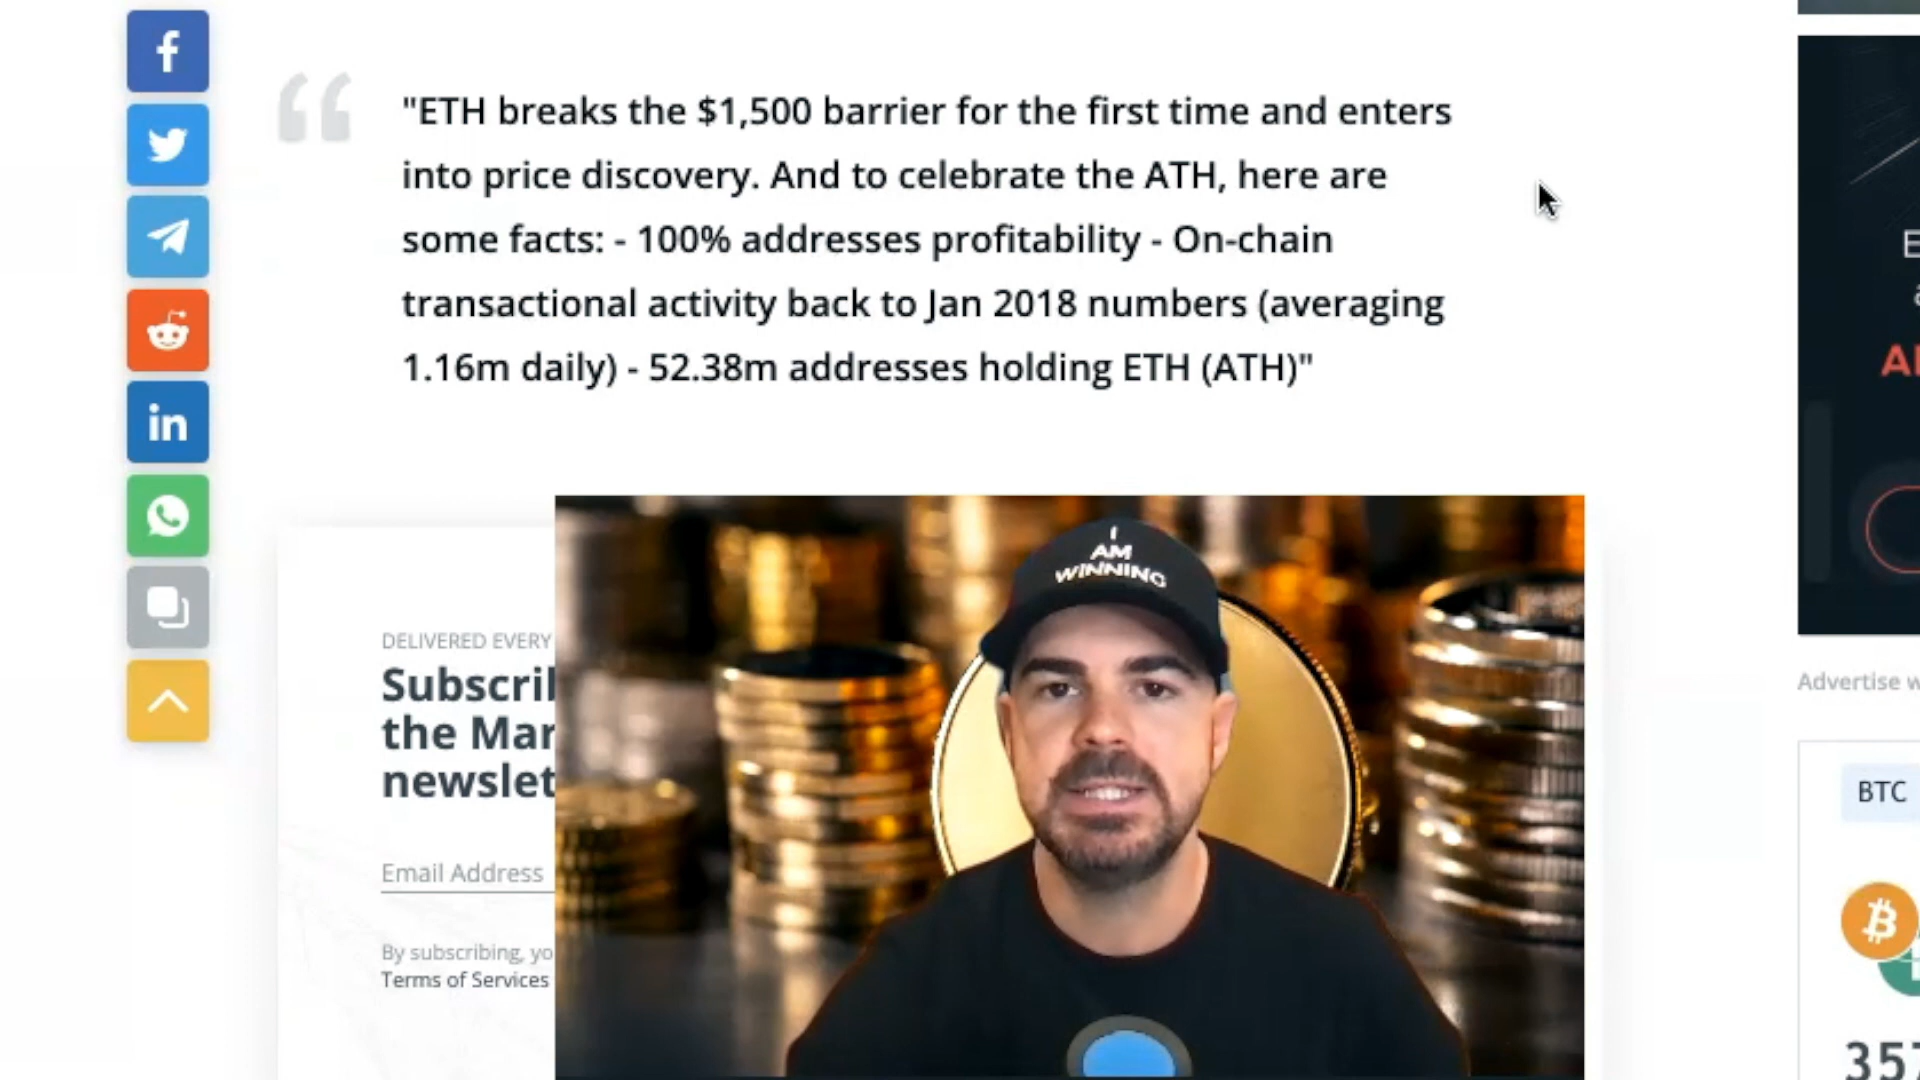 "ETH breaks the $1,500 barrier for the first time and enters
into price discovery. And to celebrate the ATH, here are
some facts: - 100% addresses profitability - On-chain
transactional activity back to Jan 2018 numbers (averaging
1.16m daily) - 52.38m addresses holding ETH (ATH)"
I
AM
WINNING
DELIVERED EVERY
the Mar
Email Address
By subscribing, yo
Terms of Services
Advertise w
BTC
357